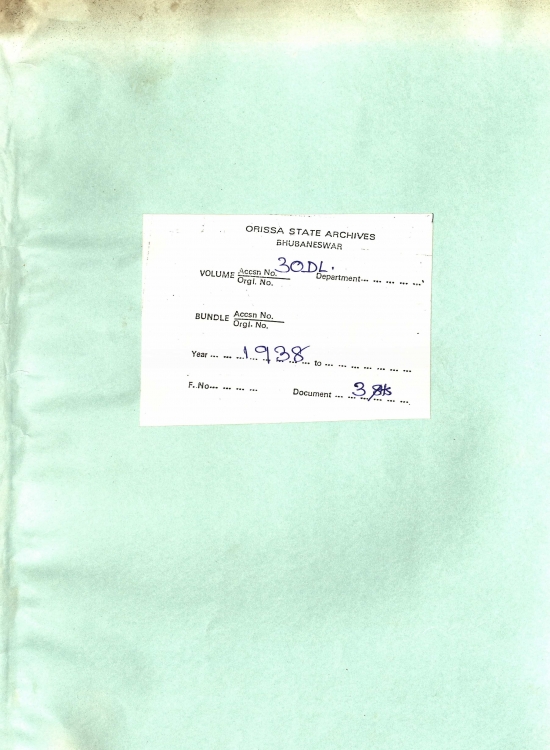 ORISSA STATE ARCHIVES
BHUBANESWAR
VOLUME Accsn No. 30DL. Department... ... ... ... ...
Orgl. No.
BUNDLE Accsn No.
Orgl. No.
Year ... ... 1938 ... to ... ... ... ... ... ... ...
F. No... ... ... ...
Document ... 3